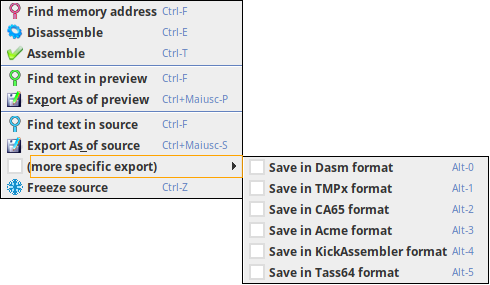 Find memory address Ctrl-F
Disassemble Ctrl-E
Assemble Ctrl-T
Find text in preview Ctrl-F
Export As of preview Ctrl+Maiusc-P
Find text in source Ctrl-F
Export As of source Ctrl+Maiusc-S
(more specific export)
Freeze source Ctrl-Z
Save in Dasm format Alt-0
Save in TMPx format Alt-1
Save in CA65 format Alt-2
Save in Acme format Alt-3
Save in KickAssembler format Alt-4
Save in Tass64 format Alt-5